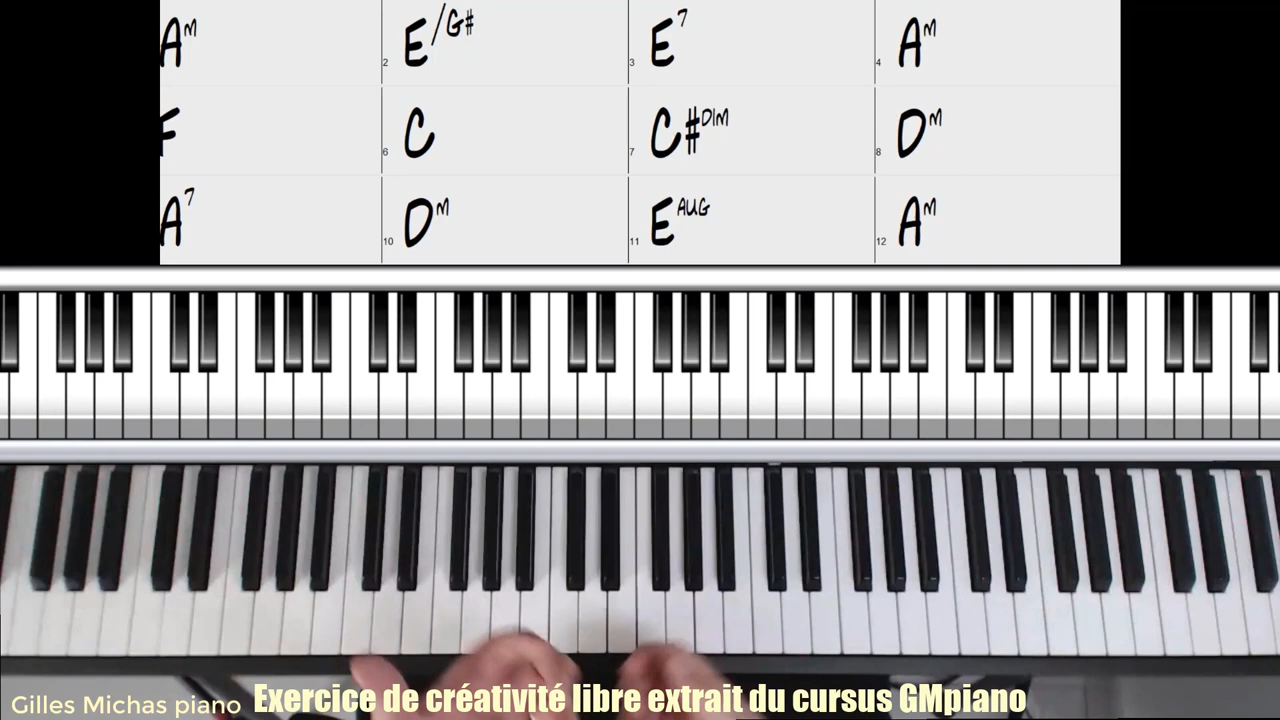 Am 2 E/G# 3 E7 4 Am
F 6 C 7 C#DIM 8 Dm
A7 10 Dm 11 EAUG 12 Am
Gilles Michas piano Exercice de créativité libre extrait du cursus GMpiano